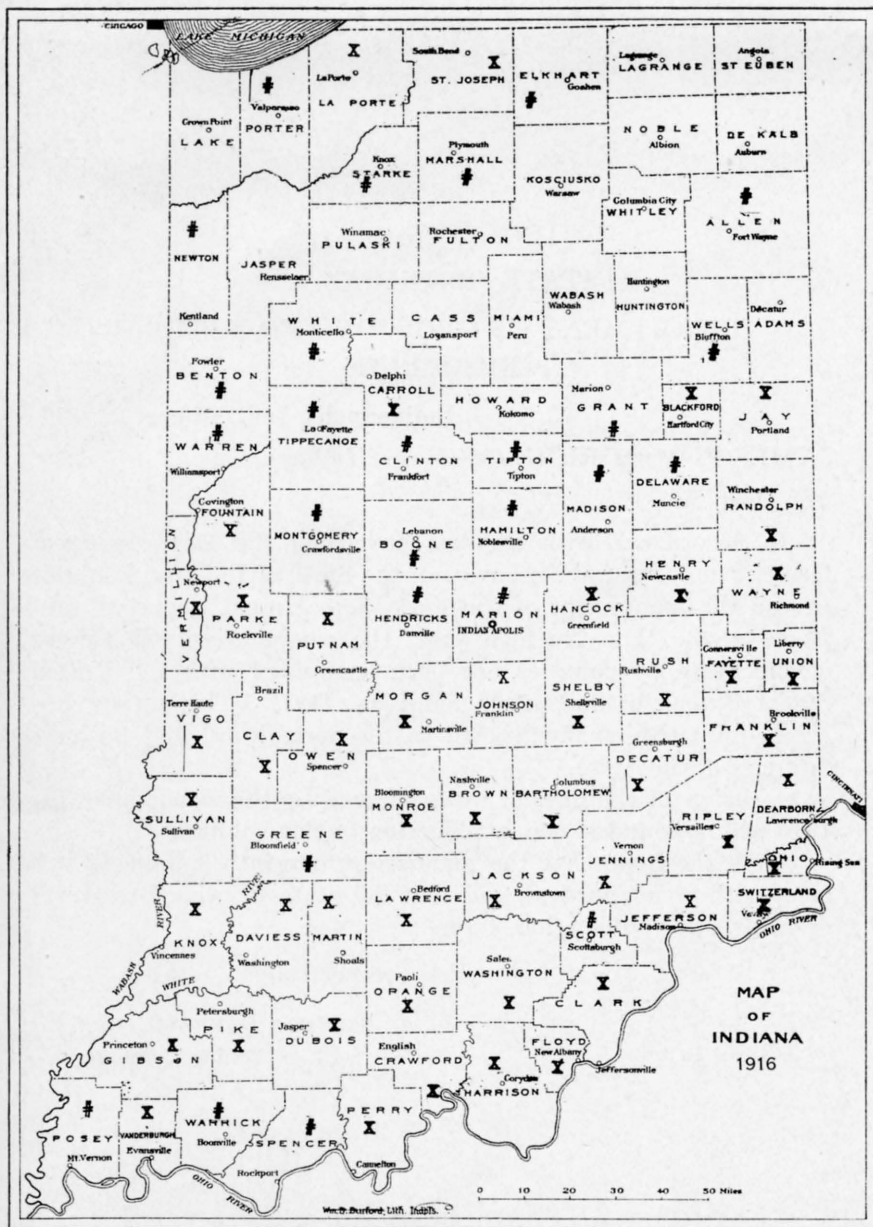 CHICAGO
LAKE MICHIGAN
X
LaPorte
LA PORTE
South Bend
X
ST. JOSEPH
ELKHART
Goshen
#
Lagrange
LAGRANGE
Angola
STEUBEN
#
Valparaiso
PORTER
Crown Point
LAKE
Knox
STARKE
#
Plymouth
MARSHALL
#
KOSCIUSKO
Warsaw
NOBLE
Albion
DE KALB
Auburn
Columbia City
WHITLEY
#
ALLEN
Fort Wayne
#
NEWTON
Kentland
JASPER
Rensselaer
Winamac
PULASKI
Rochester
FULTON
WHITE
Monticello
#
CASS
Logansport
MIAMI
Peru
WABASH
Wabash
Huntington
HUNTINGTON
WELLS
Bluffton
#
Decatur
ADAMS
Fowler
BENTON
#
Delphi
CARROLL
X
HOWARD
Kokomo
Marion
GRANT
#
X
BLACKFORD
Hartford City
X
JAY
Portland
#
WARREN
Williamsport
#
La Fayette
TIPPECANOE
#
CLINTON
Frankfort
#
TIPTON
Tipton
#
MADISON
Anderson
#
DELAWARE
Muncie
Winchester
RANDOLPH
X
Covington
FOUNTAIN
X
#
MONTGOMERY
Crawfordsville
Lebanon
BOONE
#
#
HAMILTON
Noblesville
HENRY
Newcastle
X
X
WAYNE
Richmond
VERMILLION
Newport
X
X
PARKE
Rockville
X
PUTNAM
Greencastle
#
HENDRICKS
Danville
#
MARION
INDIANAPOLIS
X
HANCOCK
Greenfield
RUSH
Rushville
X
Connersville
FAYETTE
X
Liberty
UNION
X
Terre Haute
VIGO
X
Brazil
CLAY
X
X
OWEN
Spencer
MORGAN
X
Martinsville
X
JOHNSON
Franklin
SHELBY
Shelbyville
X
Greensburgh
DECATUR
X
Brookville
FRANKLIN
X
X
SULLIVAN
Sullivan
GREENE
Bloomfield
#
Bloomington
MONROE
X
Nashville
BROWN
X
Columbus
BARTHOLOMEW
X
Vernon
JENNINGS
X
RIPLEY
Versailles
X
X
DEARBORN
Lawrenceburgh
CINCINNATI
OHIO
X
Rising Sun
X
KNOX
Vincennes
WABASH RIVER
WHITE
RIVER
X
DAVIESS
Washington
X
MARTIN
Shoals
Bedford
LAWRENCE
X
JACKSON
X
Brownstown
#
SCOTT
Scottsburgh
X
JEFFERSON
Madison
SWITZERLAND
X
Vevay
OHIO RIVER
Paoli
ORANGE
X
Salem
WASHINGTON
X
X
CLARK
Petersburgh
PIKE
X
Princeton
GIBSON
X
Jasper
DUBOIS
X
English
CRAWFORD
X
X
Corydon
HARRISON
FLOYD
New Albany
X
Jeffersonville
#
POSEY
Mt. Vernon
X
VANDERBURGH
Evansville
#
WARRICK
Boonville
SPENCER
#
Rockport
PERRY
X
Cannelton
OHIO RIVER
MAP
OF
INDIANA
1916
0 10 20 30 40 50 Miles
Wm. B. Burford, Lith. Indpls.